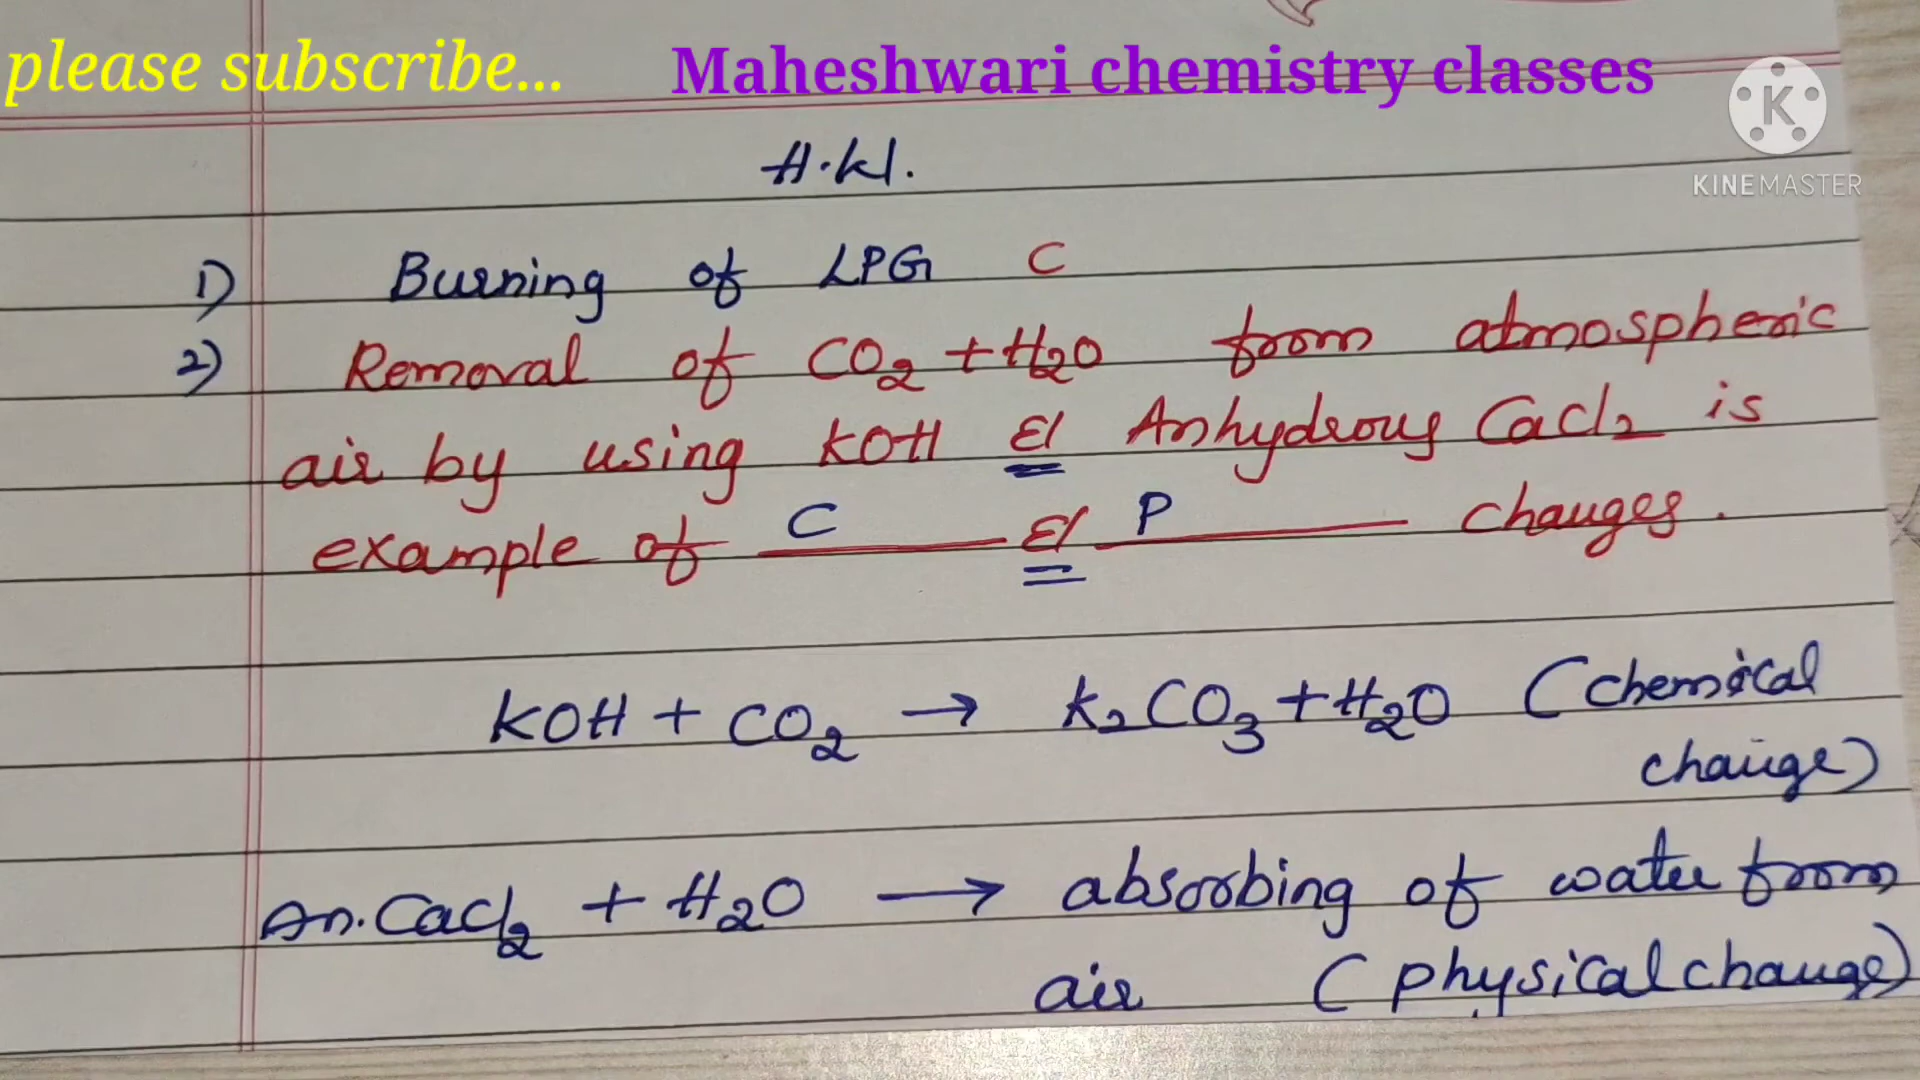 please subscribe... Maheshwari chemistry classes
K
KINEMASTER
H.W.
1) Burning of LPG C
2) Removal of CO2 + H2O from atmospheric
air by using KOH & Anhydrous CaCl2 is
example of C & P changes.
KOH + CO2 → K2CO3 + H2O (chemical
change)
An. CaCl2 + H2O → absorbing of water from
air (physical change)